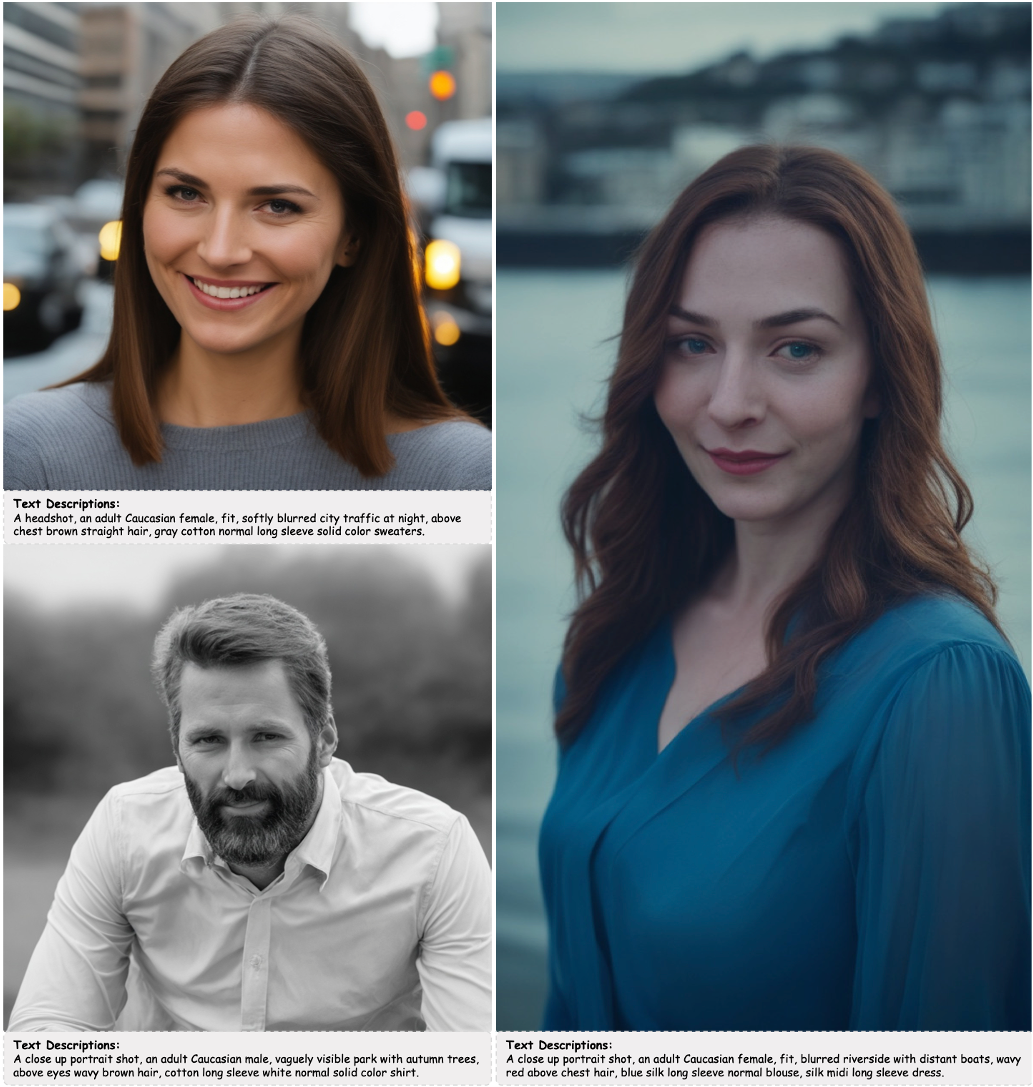 Text Descriptions:
A headshot, an adult Caucasian female, fit, softly blurred city traffic at night, above
chest brown straight hair, gray cotton normal long sleeve solid color sweaters.
Text Descriptions:
A close up portrait shot, an adult Caucasian male, vaguely visible park with autumn trees,
above eyes wavy brown hair, cotton long sleeve white normal solid color shirt.
Text Descriptions:
A close up portrait shot, an adult Caucasian female, fit, blurred riverside with distant boats, wavy
red above chest hair, blue silk long sleeve normal blouse, silk midi long sleeve dress.